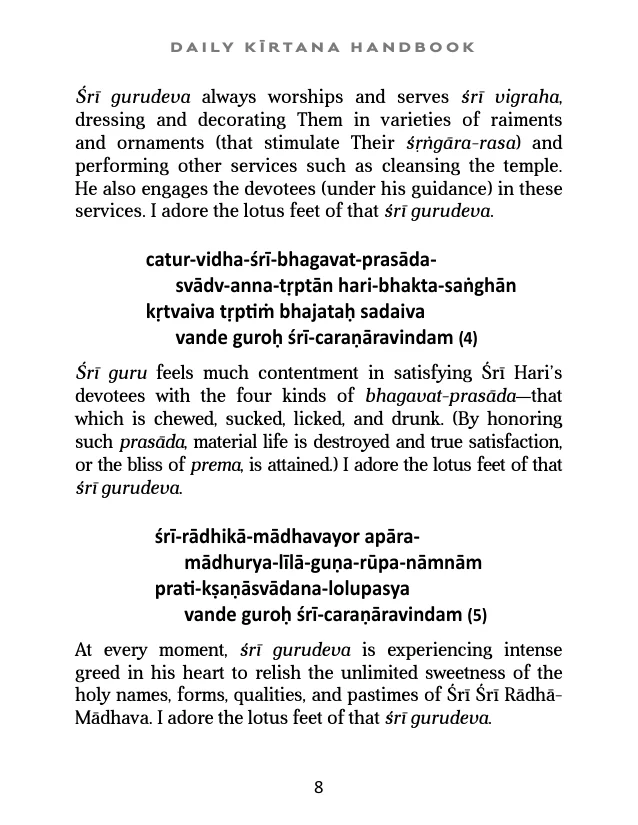 DAILY KĪRTANA HANDBOOK
Śrī gurudeva always worships and serves śrī vigraha,
dressing and decorating Them in varieties of raiments
and ornaments (that stimulate Their śṛṅgāra-rasa) and
performing other services such as cleansing the temple.
He also engages the devotees (under his guidance) in these
services. I adore the lotus feet of that śrī gurudeva.
catur-vidha-śrī-bhagavat-prasāda-
svādv-anna-tṛptān hari-bhakta-saṅghān
kṛtvaiva tṛptiṁ bhajataḥ sadaiva
vande guroḥ śrī-caraṇāravindam (4)
Śrī guru feels much contentment in satisfying Śrī Hari's
devotees with the four kinds of bhagavat-prasāda—that
which is chewed, sucked, licked, and drunk. (By honoring
such prasāda, material life is destroyed and true satisfaction,
or the bliss of prema, is attained.) I adore the lotus feet of that
śrī gurudeva.
śrī-rādhikā-mādhavayor apāra-
mādhurya-līlā-guṇa-rūpa-nāmnām
prati-kṣaṇāsvādana-lolupasya
vande guroḥ śrī-caraṇāravindam (5)
At every moment, śrī gurudeva is experiencing intense
greed in his heart to relish the unlimited sweetness of the
holy names, forms, qualities, and pastimes of Śrī Śrī Rādhā-
Mādhava. I adore the lotus feet of that śrī gurudeva.
8